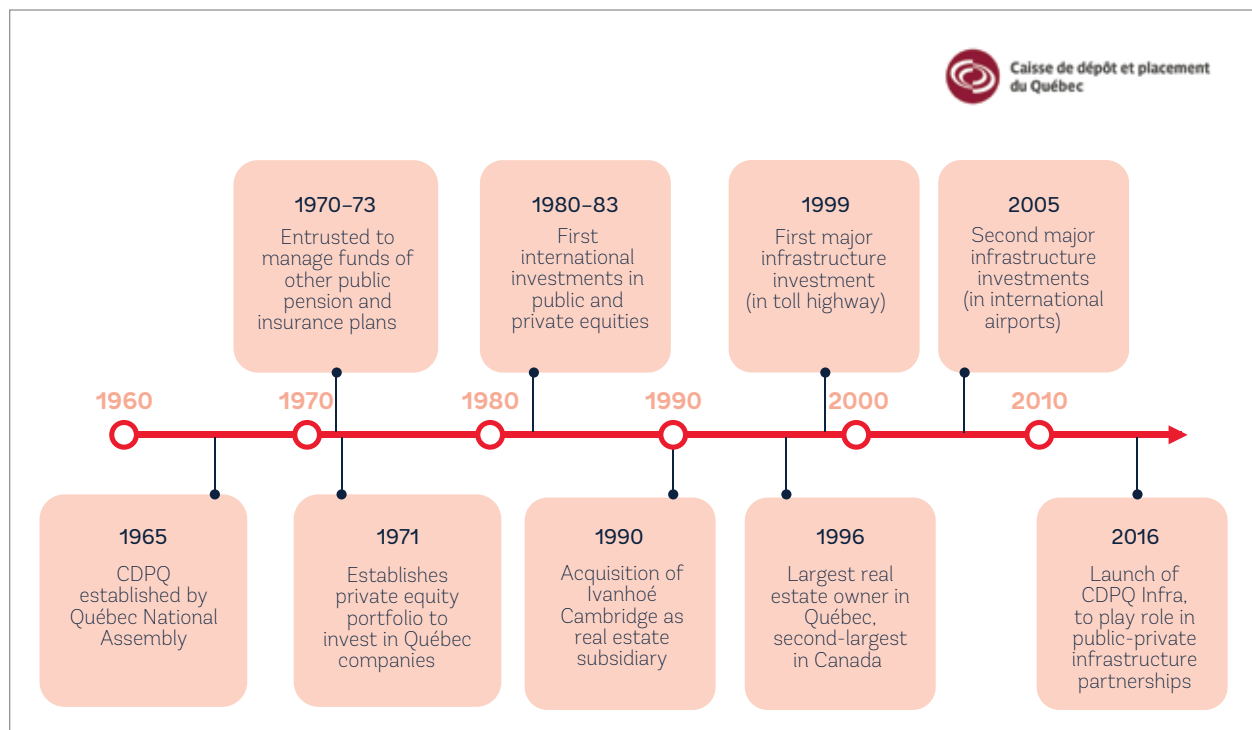 Caisse de dépôt et placement
du Québec
1970–73
Entrusted to
manage funds of
other public
pension and
insurance plans
1980–83
First
international
investments in
public and
private equities
1999
First major
infrastructure
investment
(in toll highway)
2005
Second major
infrastructure
investments
(in international
airports)
1960
1970
1980
1990
2000
2010
1965
CDPQ
established by
Québec National
Assembly
1971
Establishes
private equity
portfolio to
invest in Québec
companies
1990
Acquisition of
Ivanhoé
Cambridge as
real estate
subsidiary
1996
Largest real
estate owner in
Québec,
second-largest
in Canada
2016
Launch of
CDPQ Infra,
to play role in
public-private
infrastructure
partnerships